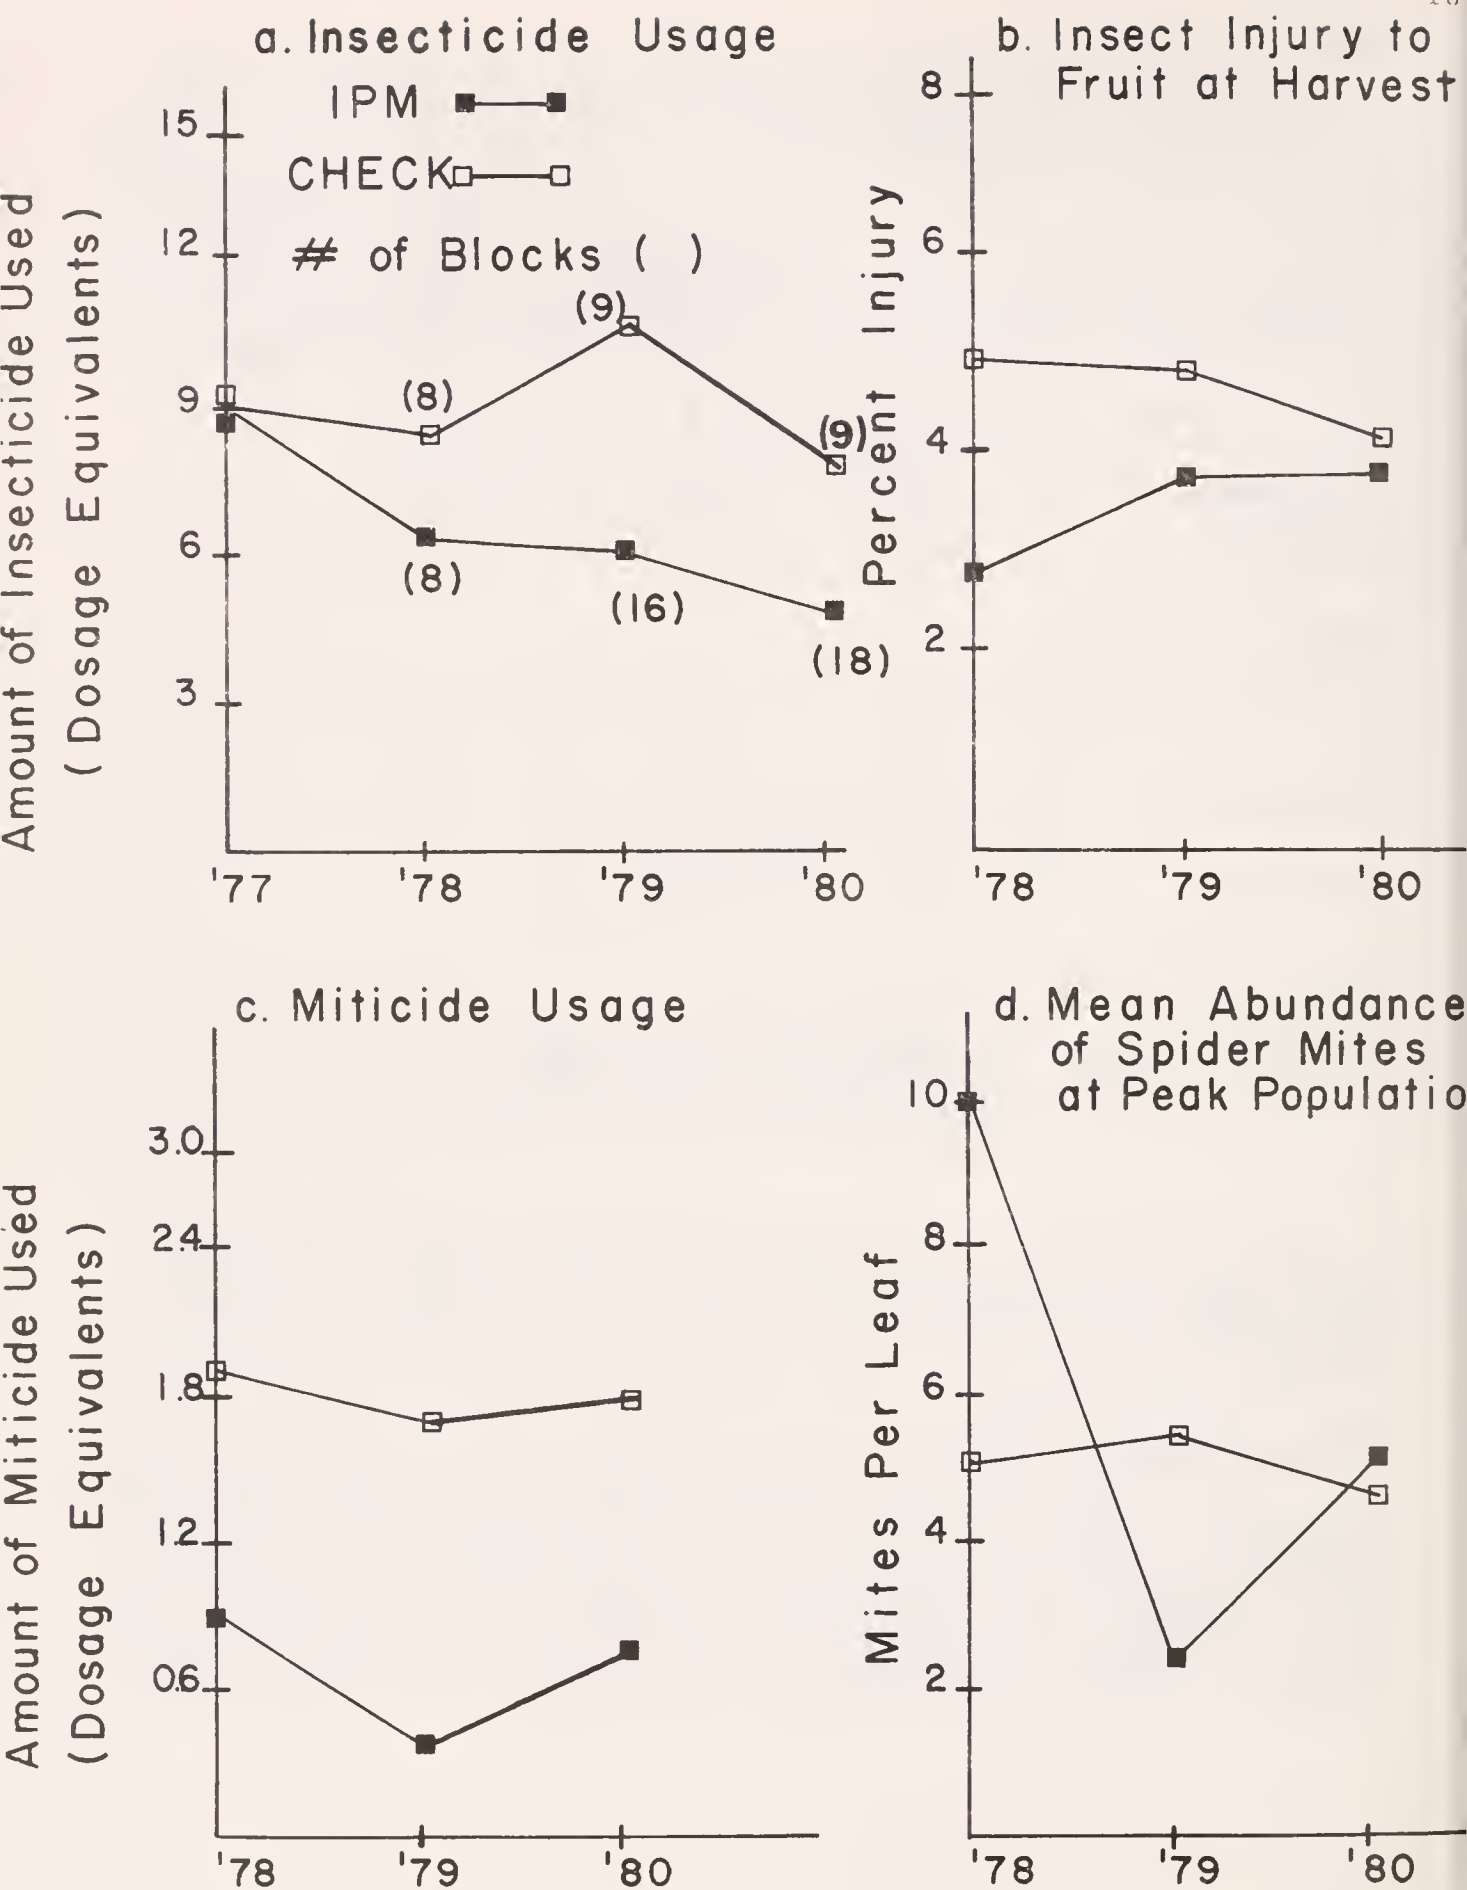 a. Insecticide Usage
IPM
CHECK
# of Blocks ( )
Amount of Insecticide Used
(Dosage Equivalents)
15
12
9
6
3
(8)
(9)
(9)
(8)
(16)
(18)
'77 '78 '79 '80
b. Insect Injury to
Fruit at Harvest
Percent Injury
8
6
4
2
'78 '79 '80
c. Miticide Usage
Amount of Miticide Used
(Dosage Equivalents)
3.0
2.4
1.8
1.2
0.6
'78 '79 '80
d. Mean Abundance
of Spider Mites
at Peak Populatio
Mites Per Leaf
10
8
6
4
2
'78 '79 '80